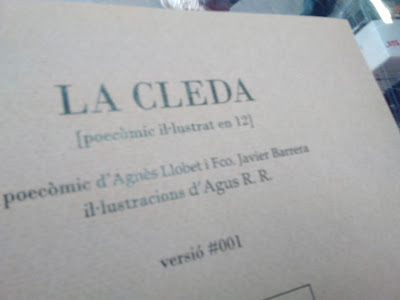 LA CLEDA
[poecòmic il·lustrat en 12]
poecòmic d'Agnès Llobet i Fco. Javier Barrera
il·lustracions d'Agus R. R.
versió #001